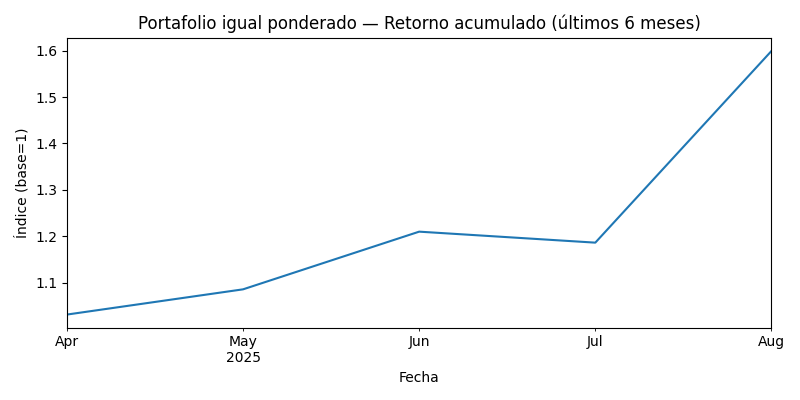 Portafolio igual ponderado — Retorno acumulado (últimos 6 meses)
Índice (base=1)
1.6
1.5
1.4
1.3
1.2
1.1
Apr
May
2025
Jun
Jul
Aug
Fecha